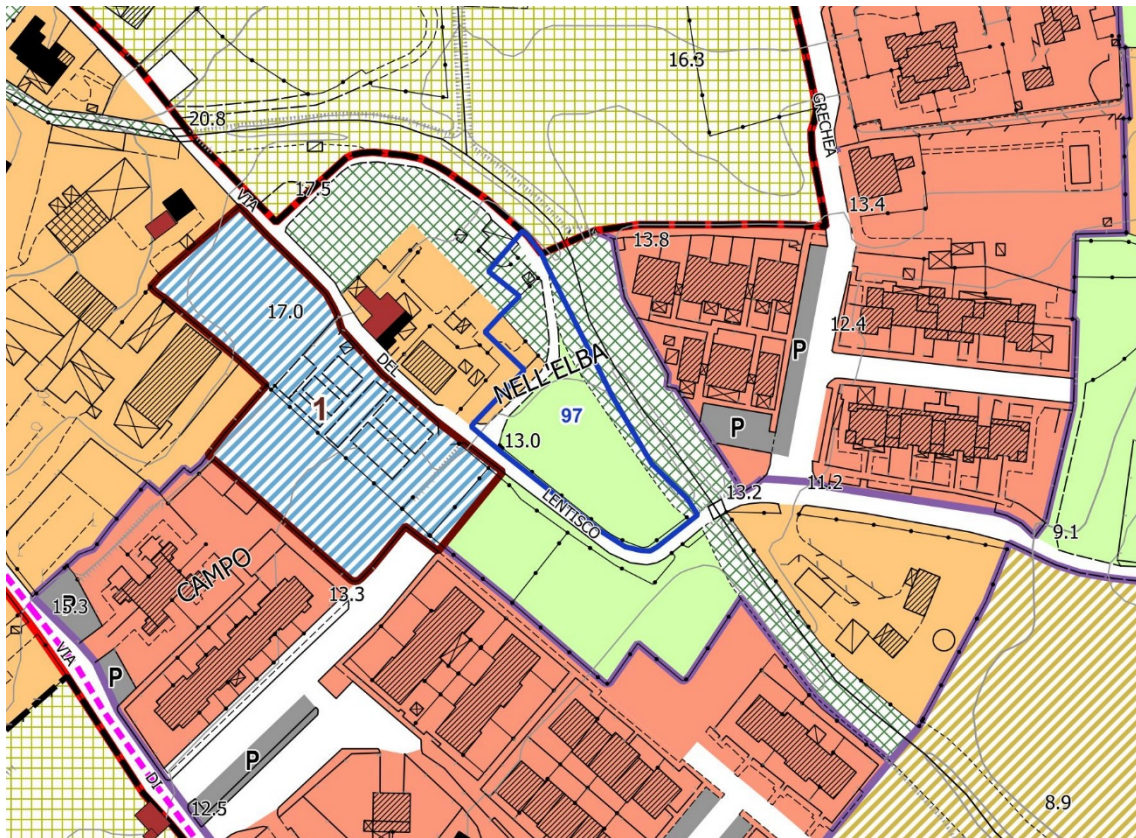 16.3
20.8
GRECHEA
VIA
17.5
13.4
13.8
17.0
12.4
P
DEL
NELL'ELBA
1
97
P
13.0
13.2
11.2
LENTISCO
9.1
CAMPO
13.3
15.3
VIA
P
P
DI
12.5
8.9